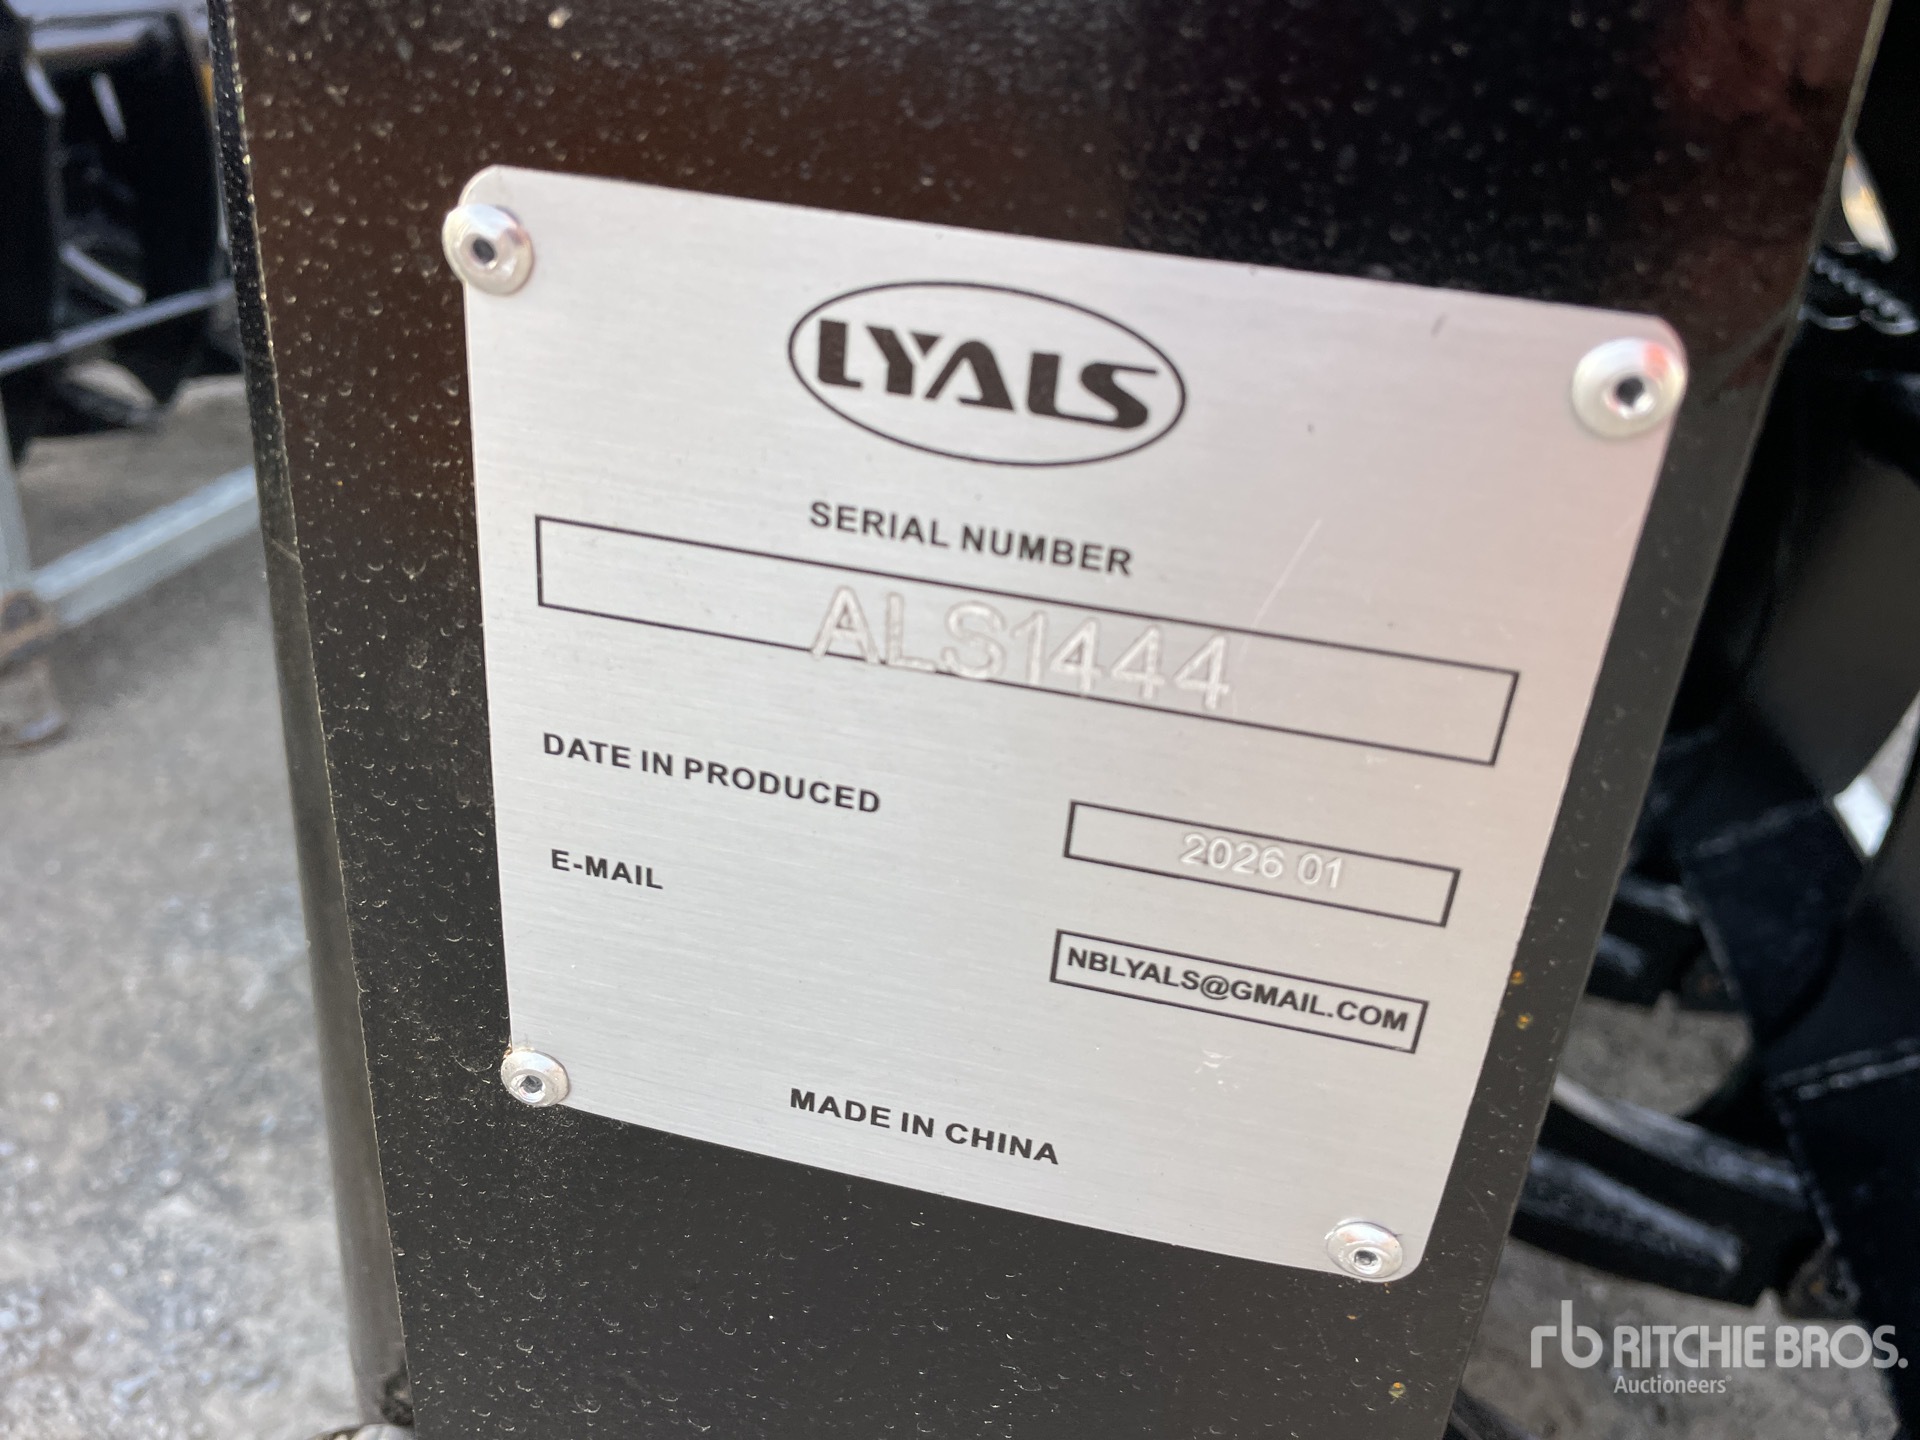 LYALS
SERIAL NUMBER
ALS1444
DATE IN PRODUCED
2026 01
E-MAIL
NBLYALS@GMAIL.COM
MADE IN CHINA
rb RITCHIE BROS.
Auctioneers